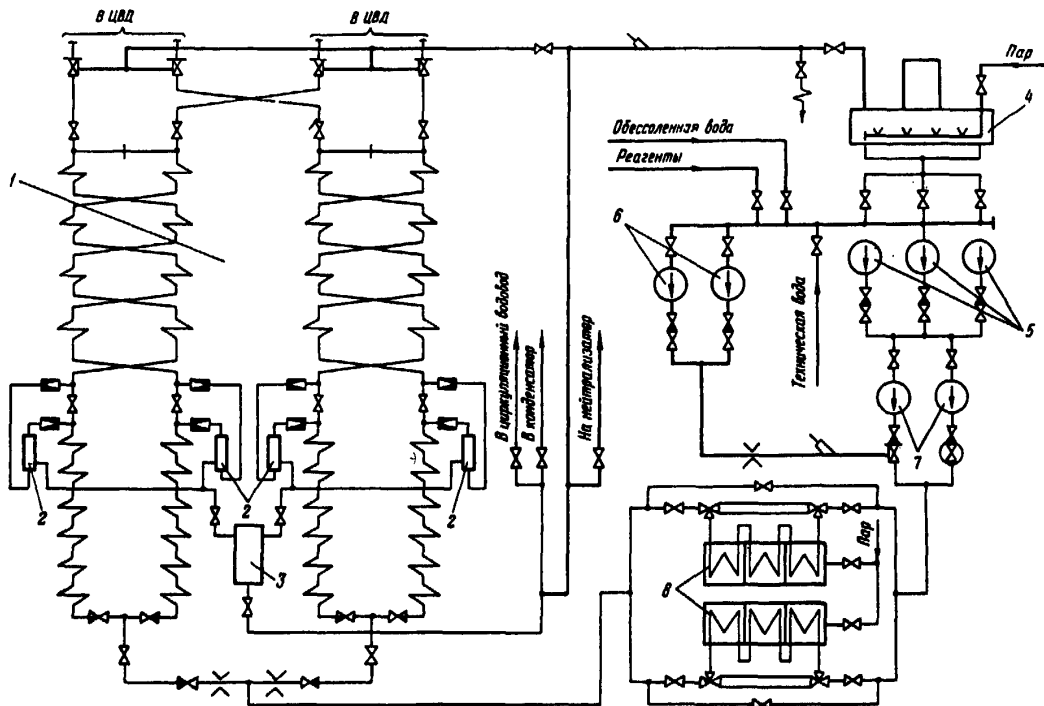 в ЦВД
в ЦВД
Пар
4
Обессоленная вода
Реагенты
1
6
5
В циркуляционный водовод
В конденсатор
На нейтрализатор
Техническая вода
7
2
2
2
3
Пар
8